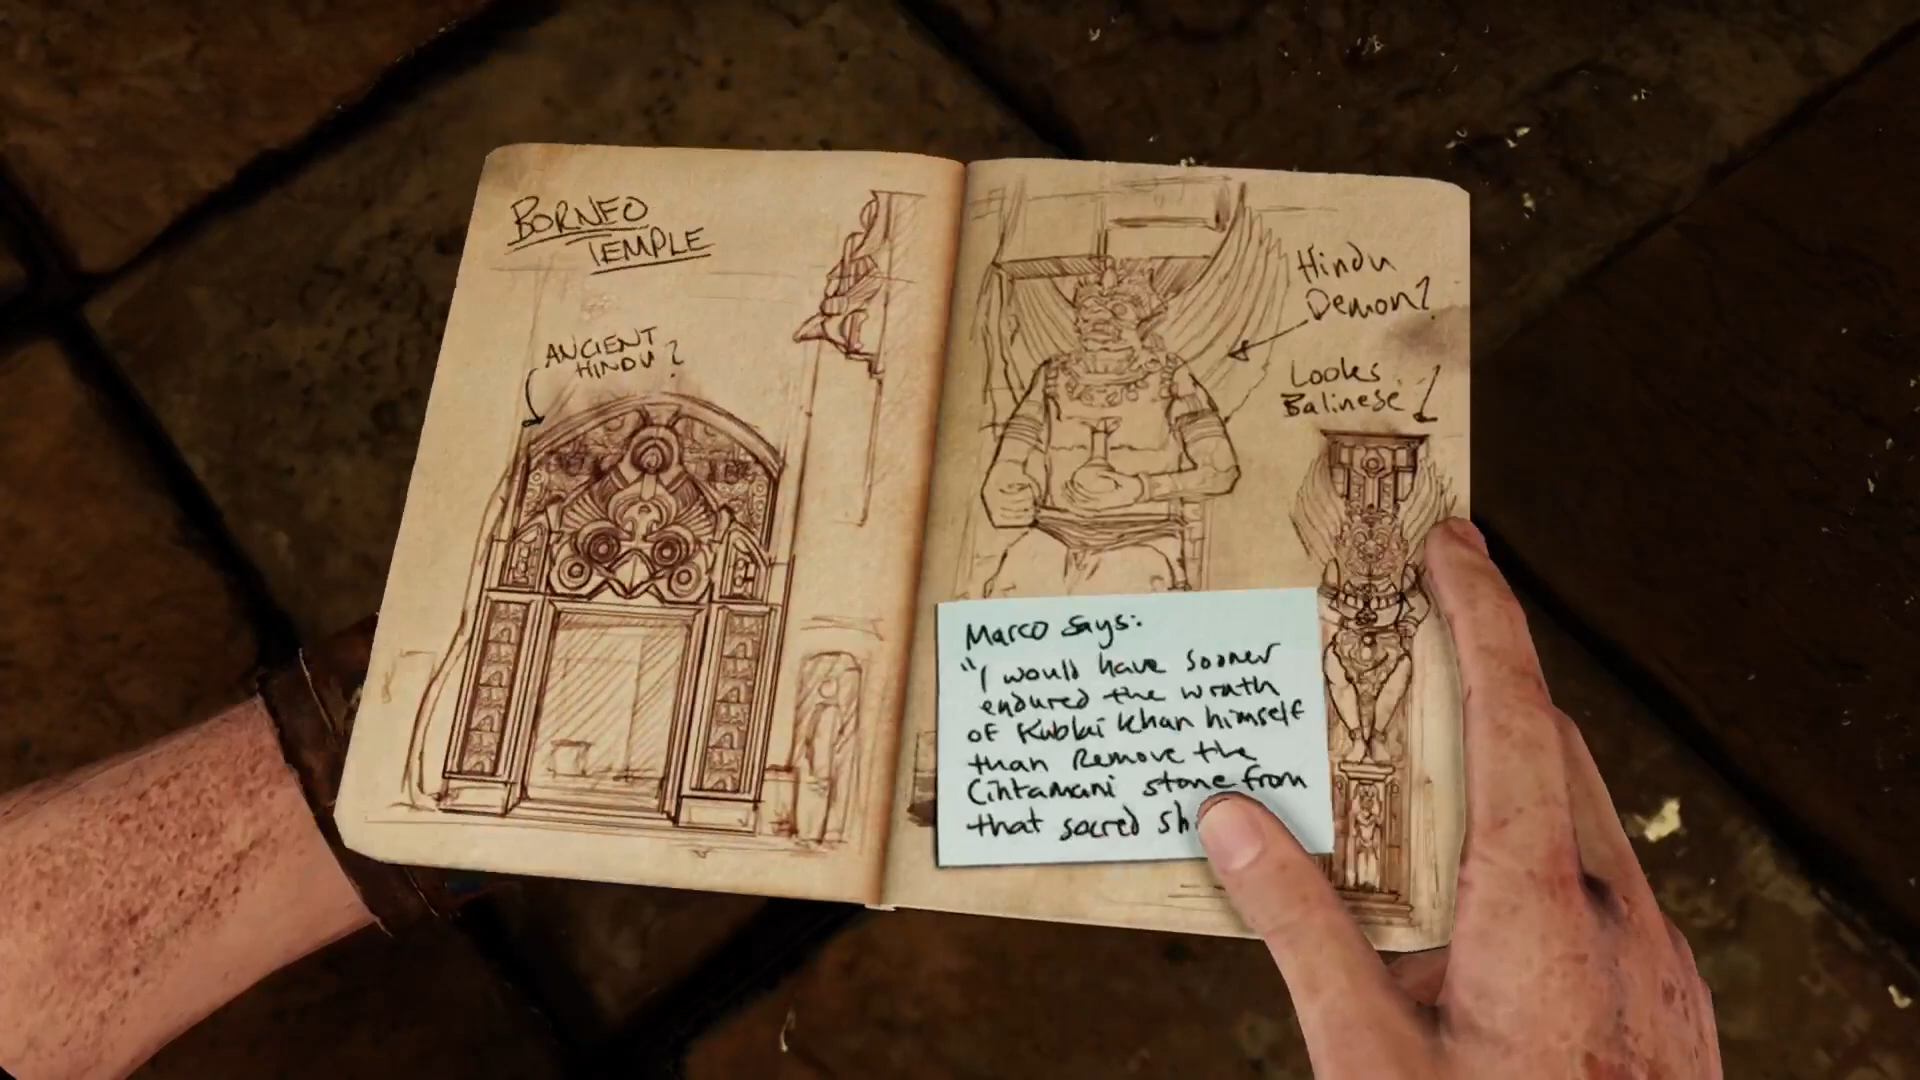 BORNEO
TEMPLE
ANCIENT
HINDU?
Hindu
Demon?
Looks
Balinese
Marco says:
"I would have sooner
endured the wrath
of Kublai Khan himself
than Remove the
Cintamani stone from
that sacred